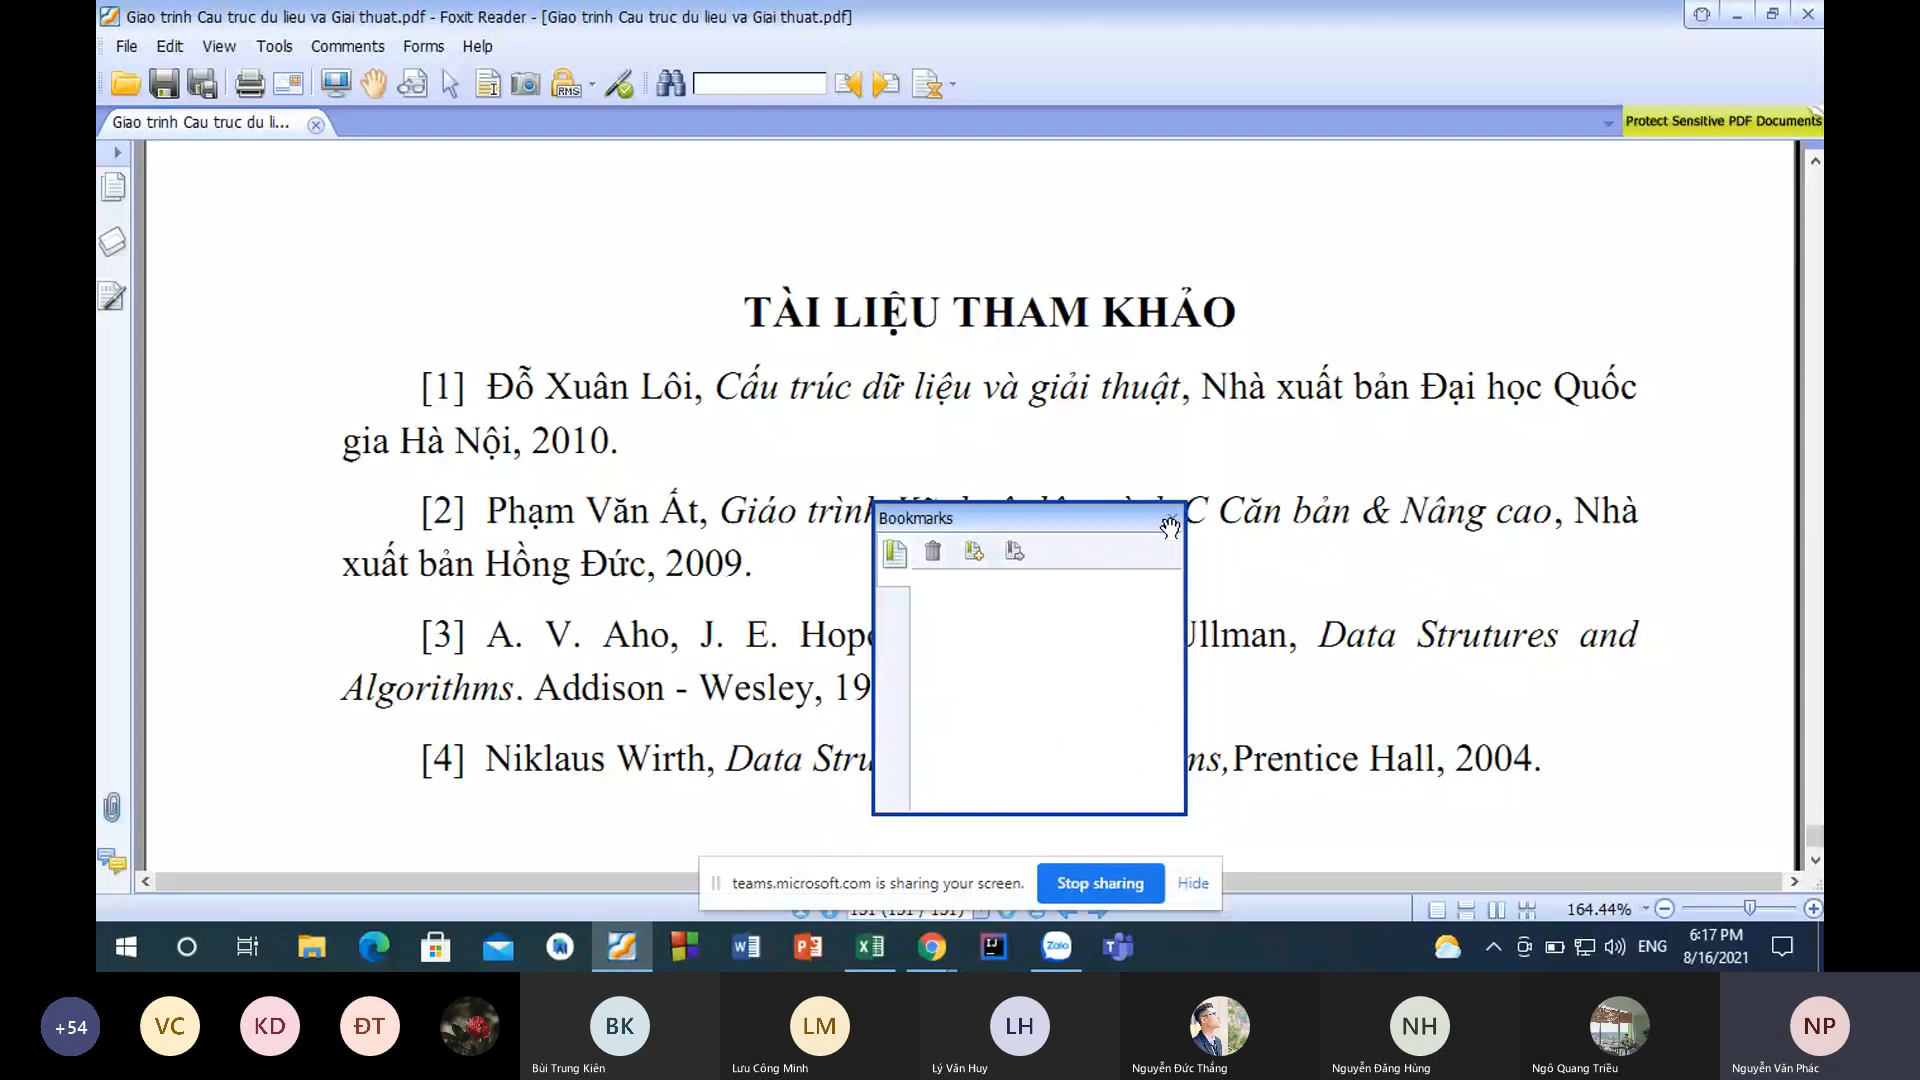 Giao trinh Cau truc du lieu va Giai thuat.pdf - Foxit Reader - [Giao trinh Cau truc du lieu va Giai thuat.pdf]
File Edit View Tools Comments Forms Help
RMS
Giao trinh Cau truc du li...
Protect Sensitive PDF Documents
TÀI LIỆU THAM KHẢO
[1] Đỗ Xuân Lôi, Cấu trúc dữ liệu và giải thuật, Nhà xuất bản Đại học Quốc
gia Hà Nội, 2010.
[2] Phạm Văn Ất, Giáo trình C Căn bản & Nâng cao, Nhà
xuất bản Hồng Đức, 2009.
[3] A. V. Aho, J. E. Ullman, Data Strutures and
Algorithms. Addison - Wesley, 19
[4] Niklaus Wirth, Data Prentice Hall, 2004.
Bookmarks
teams.microsoft.com is sharing your screen. Stop sharing Hide
131 (131 / 131)
164.44%
Zalo
ENG
6:17 PM
8/16/2021
+54 VC KD ĐT BK LM LH NH NP
Bùi Trung Kiên Lưu Công Minh Lý Văn Huy Nguyễn Đức Thắng Nguyễn Đăng Hùng Ngô Quang Triều Nguyễn Văn Phác